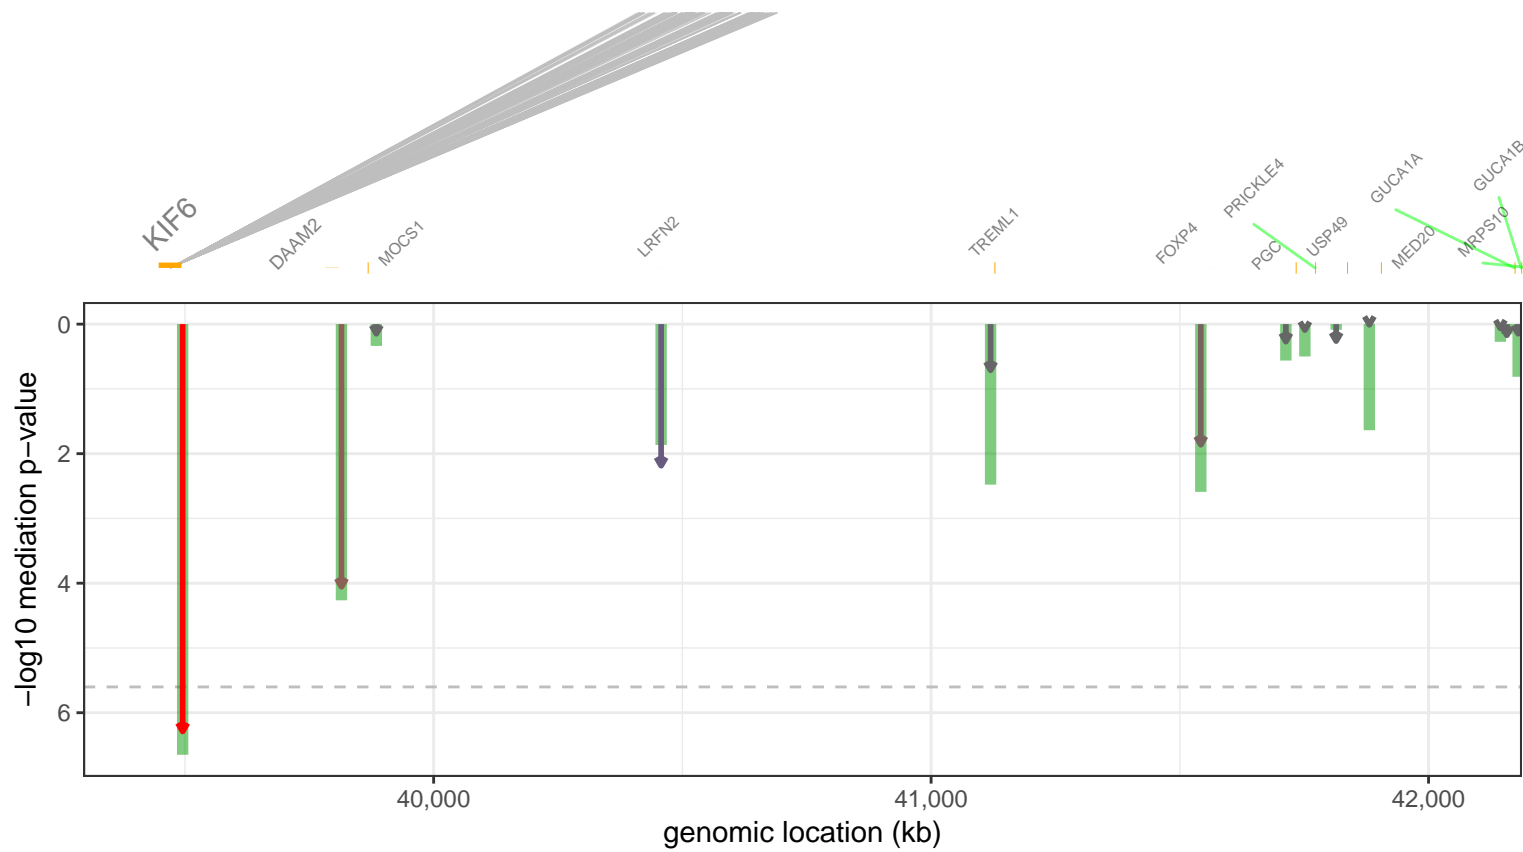 KIF6
DAAM2
MOCS1
LRFN2
TREML1
FOXP4
PRICKLE4
PGC
USP49
GUCA1A
MED20
MRPS10
GUCA1B
0
2
4
6
−log10 mediation p−value
40,000
41,000
42,000
genomic location (kb)